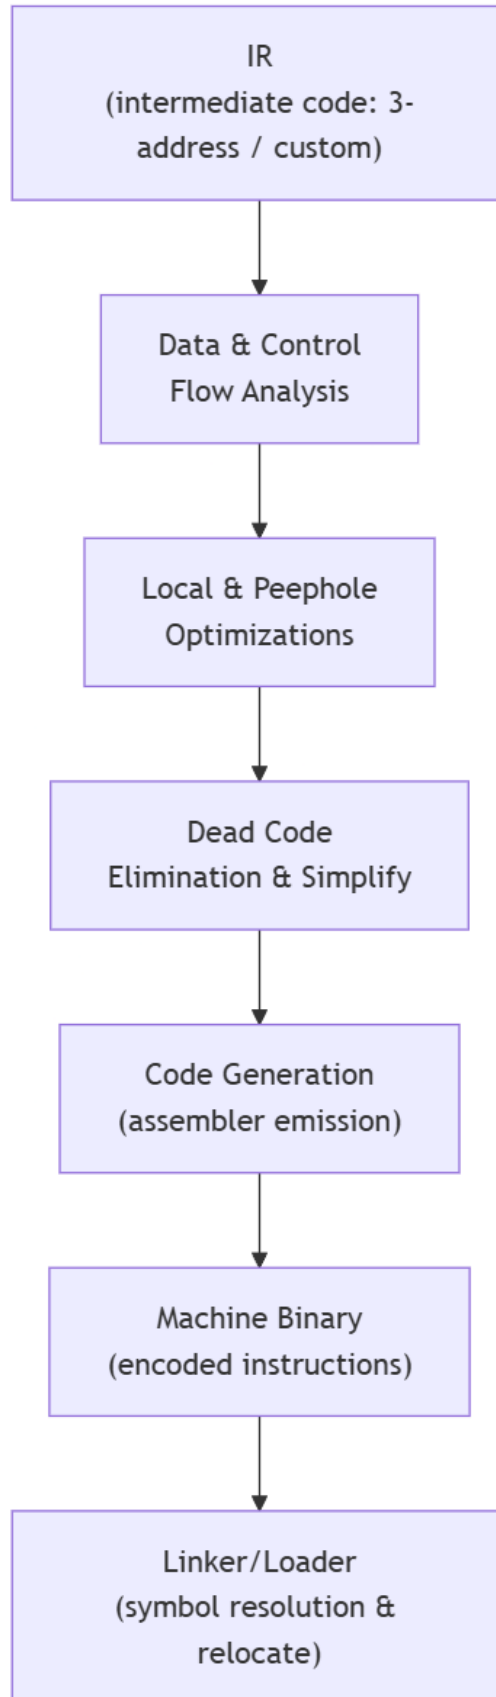 IR
(intermediate code: 3-
address / custom)
Data & Control
Flow Analysis
Local & Peephole
Optimizations
Dead Code
Elimination & Simplify
Code Generation
(assembler emission)
Machine Binary
(encoded instructions)
Linker/Loader
(symbol resolution &
relocate)